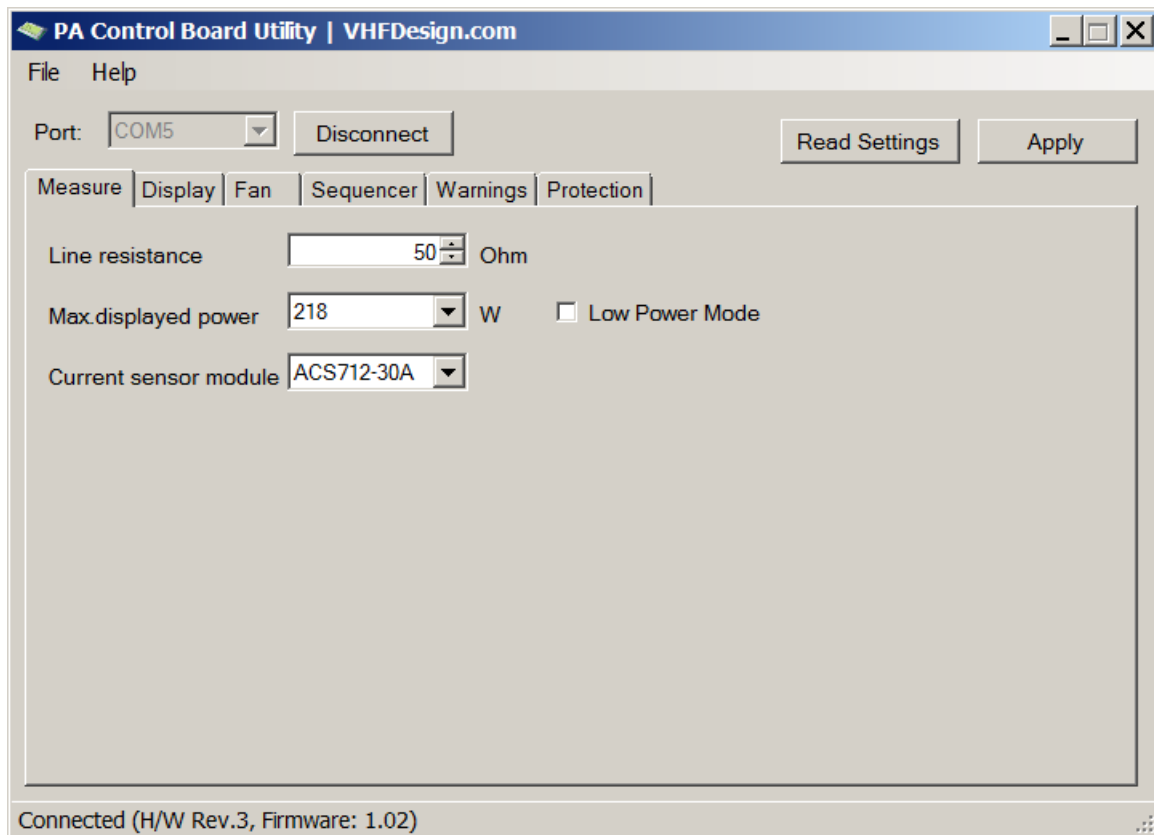 PA Control Board Utility | VHFDesign.com
File Help
Port: COM5 Disconnect Read Settings Apply
Measure Display Fan Sequencer Warnings Protection
Line resistance 50 Ohm
Max.displayed power 218 W Low Power Mode
Current sensor module ACS712-30A
Connected (H/W Rev.3, Firmware: 1.02)